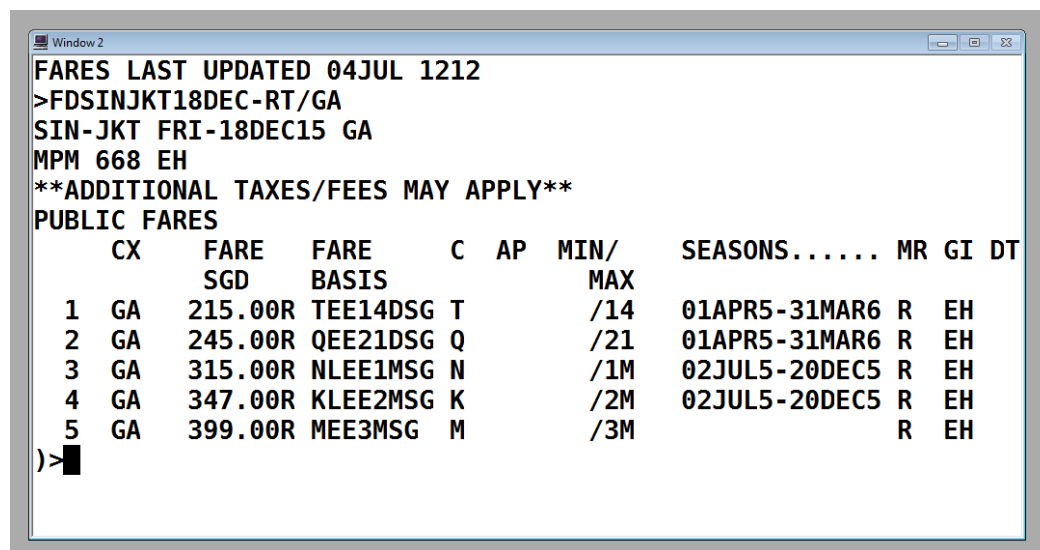 Window 2
FARES LAST UPDATED 04JUL 1212
>FDSINJKT18DEC-RT/GA
SIN-JKT FRI-18DEC15 GA
MPM 668 EH
**ADDITIONAL TAXES/FEES MAY APPLY**
PUBLIC FARES
CX FARE FARE C AP MIN/ SEASONS...... MR GI DT
SGD BASIS MAX
1 GA 215.00R TEE14DSG T /14 01APR5-31MAR6 R EH
2 GA 245.00R QEE21DSG Q /21 01APR5-31MAR6 R EH
3 GA 315.00R NLEE1MSG N /1M 02JUL5-20DEC5 R EH
4 GA 347.00R KLEE2MSG K /2M 02JUL5-20DEC5 R EH
5 GA 399.00R MEE3MSG M /3M R EH
)>